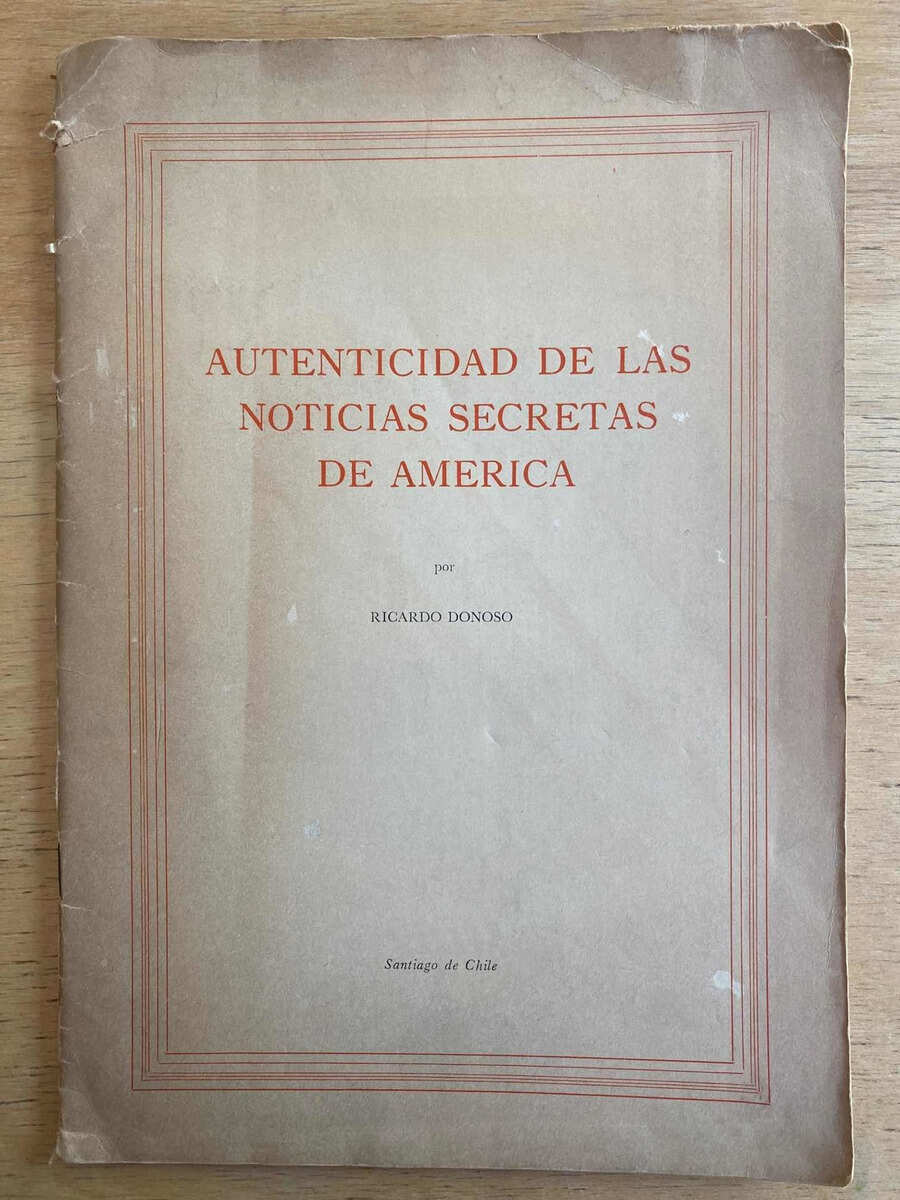 AUTENTICIDAD DE LAS
NOTICIAS SECRETAS
DE AMERICA
por
RICARDO DONOSO
Santiago de Chile